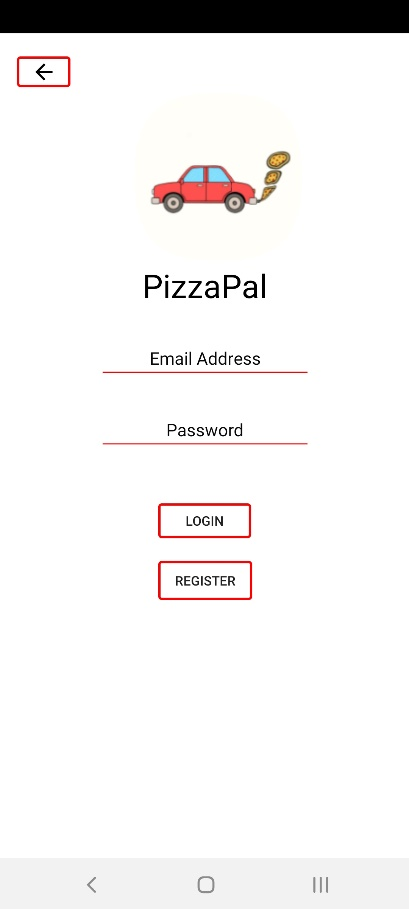 PizzaPal
Email Address
Password
LOGIN
REGISTER